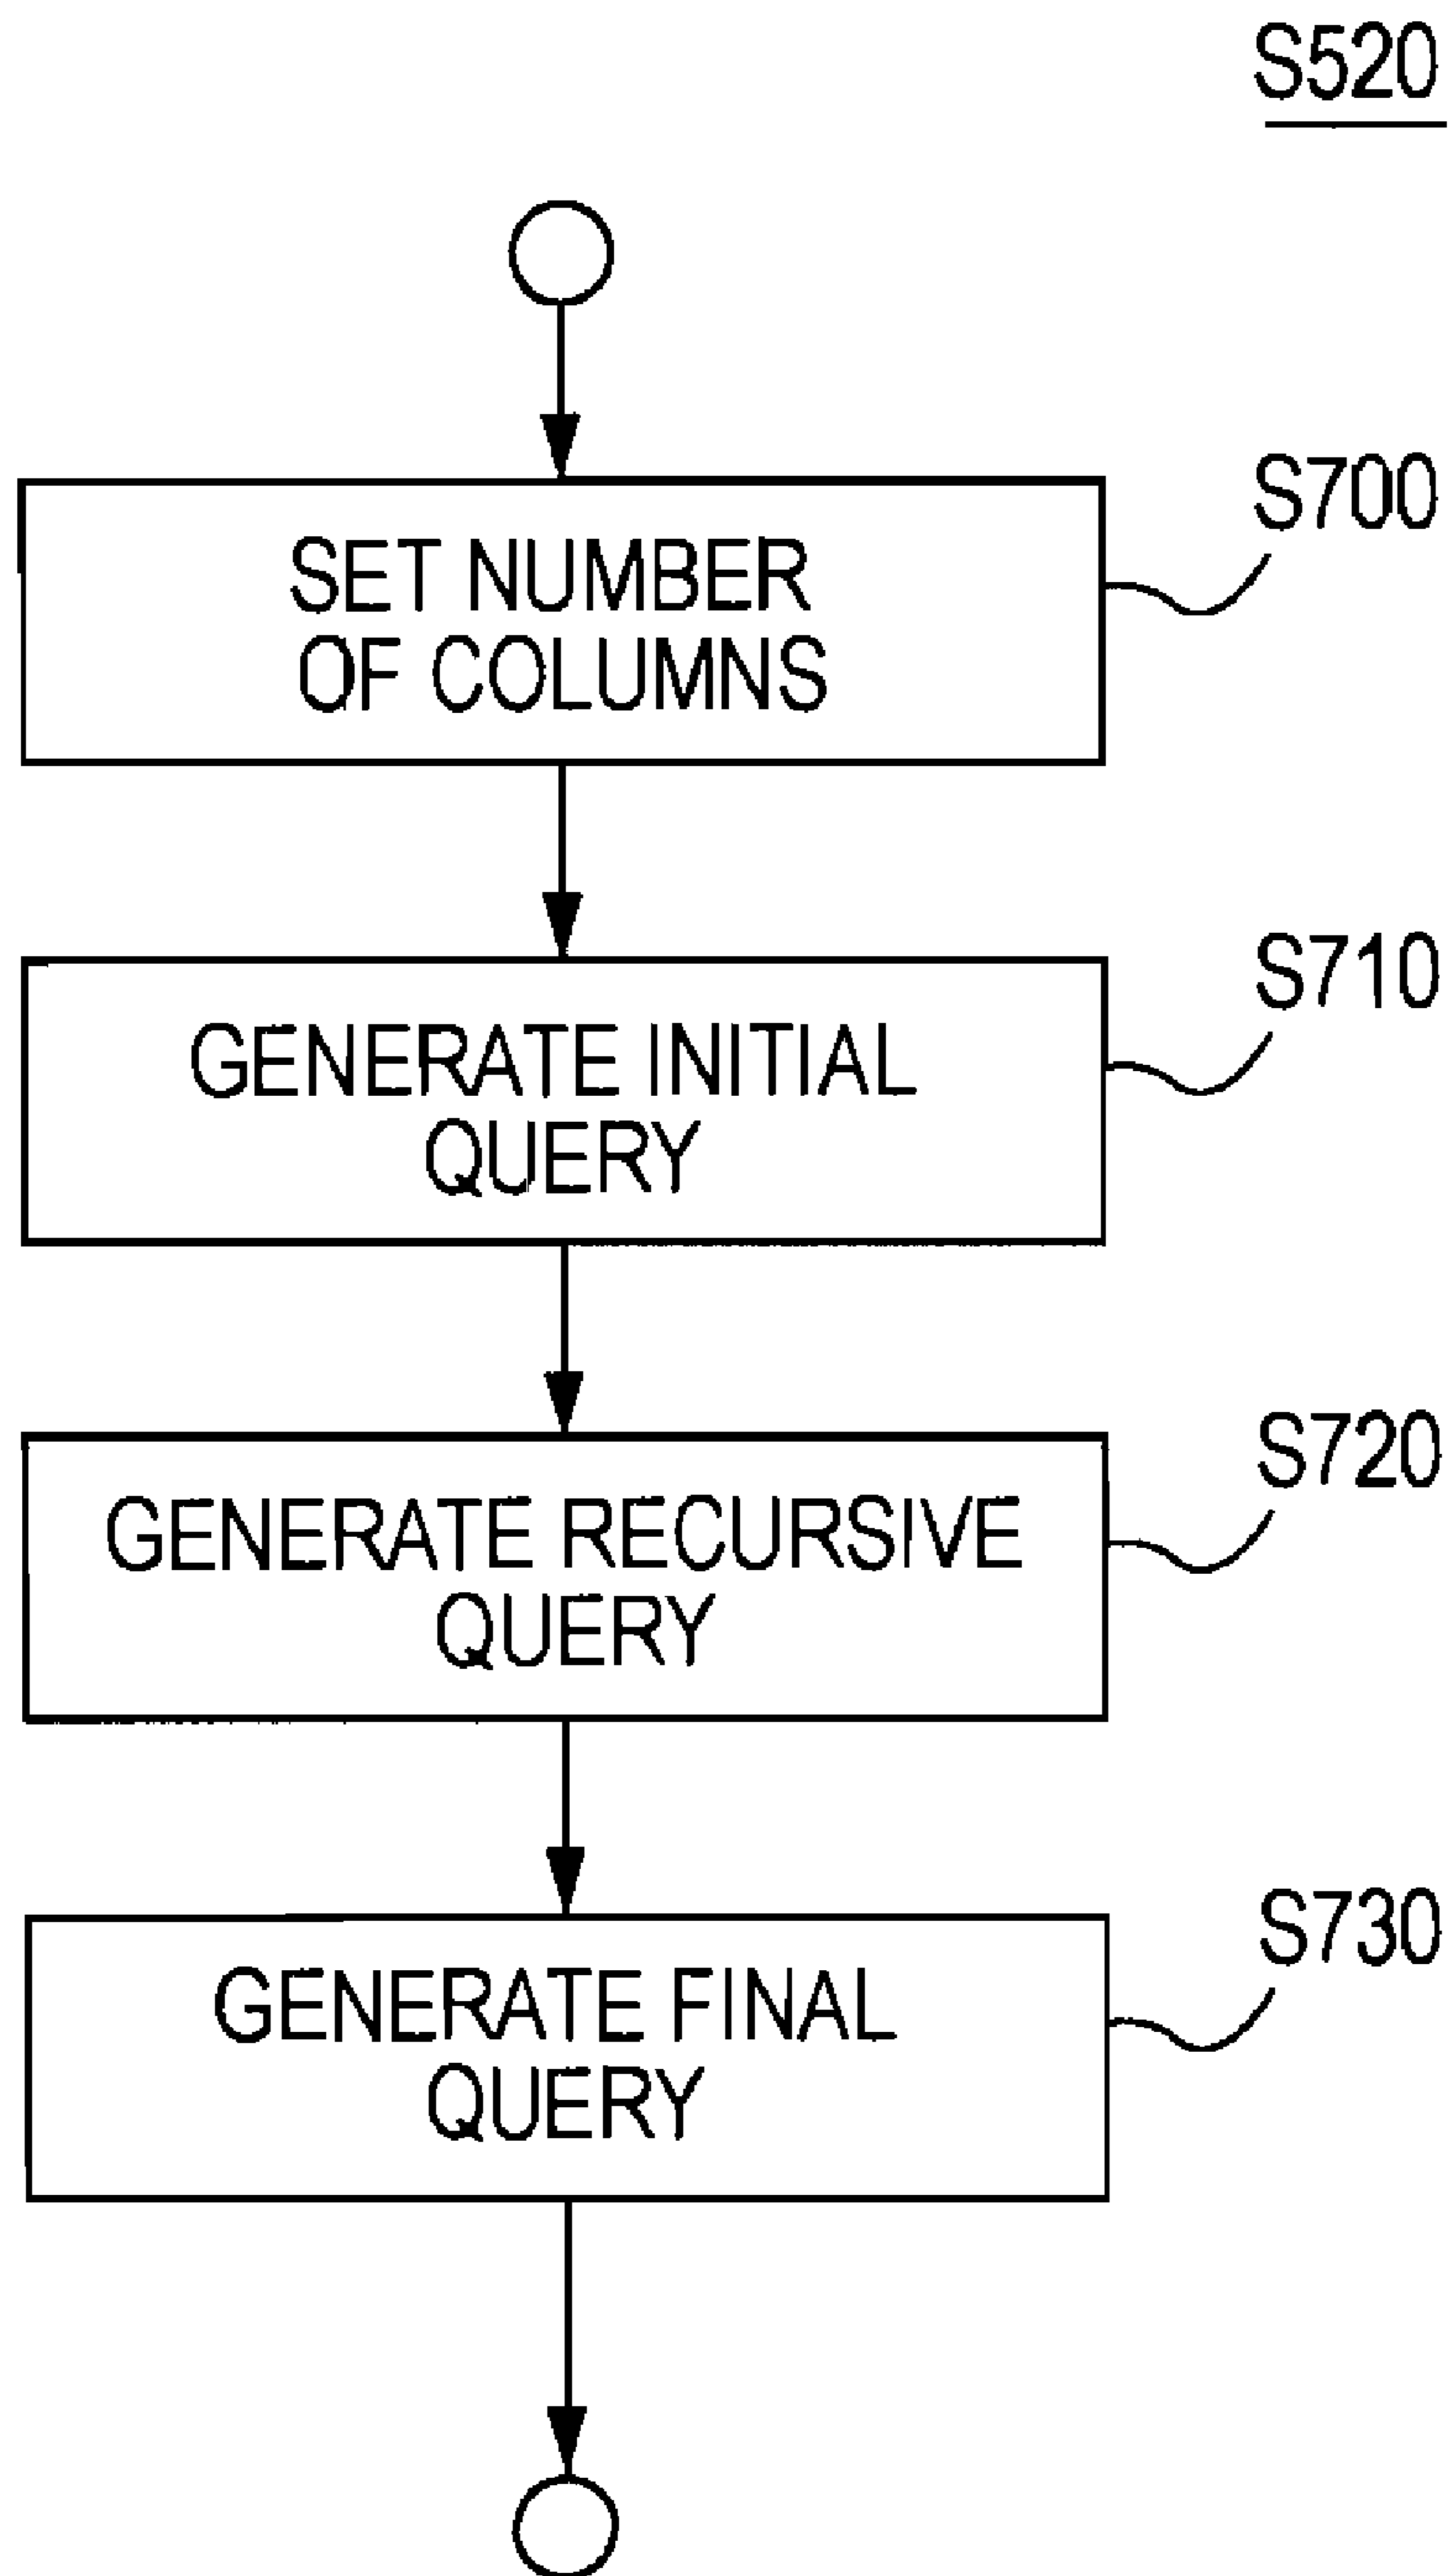 S520
S700
SET NUMBER
OF COLUMNS
S710
GENERATE INITIAL
QUERY
S720
GENERATE RECURSIVE
QUERY
S730
GENERATE FINAL
QUERY